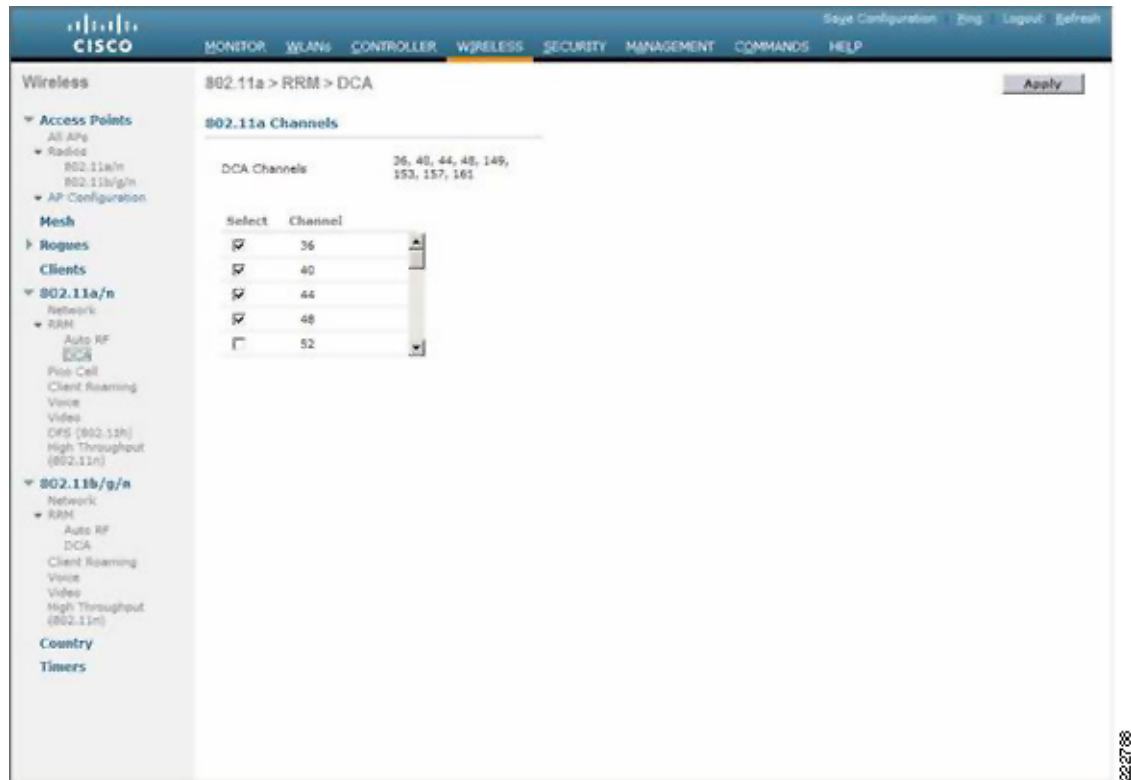 Save Configuration Ping Logout Refresh
CISCO
MONITOR WLANs CONTROLLER WIRELESS SECURITY MANAGEMENT COMMANDS HELP
Wireless
Access Points
All APs
Radios
802.11a/n
802.11b/g/n
AP Configuration
Mesh
Rogues
Clients
802.11a/n
Network
RRM
Auto RF
DCA
Pico Cell
Client Roaming
Voice
Video
DFS (802.11h)
High Throughput
(802.11n)
802.11b/g/n
Network
RRM
Auto RF
DCA
Client Roaming
Voice
Video
High Throughput
(802.11n)
Country
Timers
802.11a > RRM > DCA
Apply
802.11a Channels
DCA Channels
36, 40, 44, 48, 149,
153, 157, 161
Select Channel
36
40
44
48
52
222788